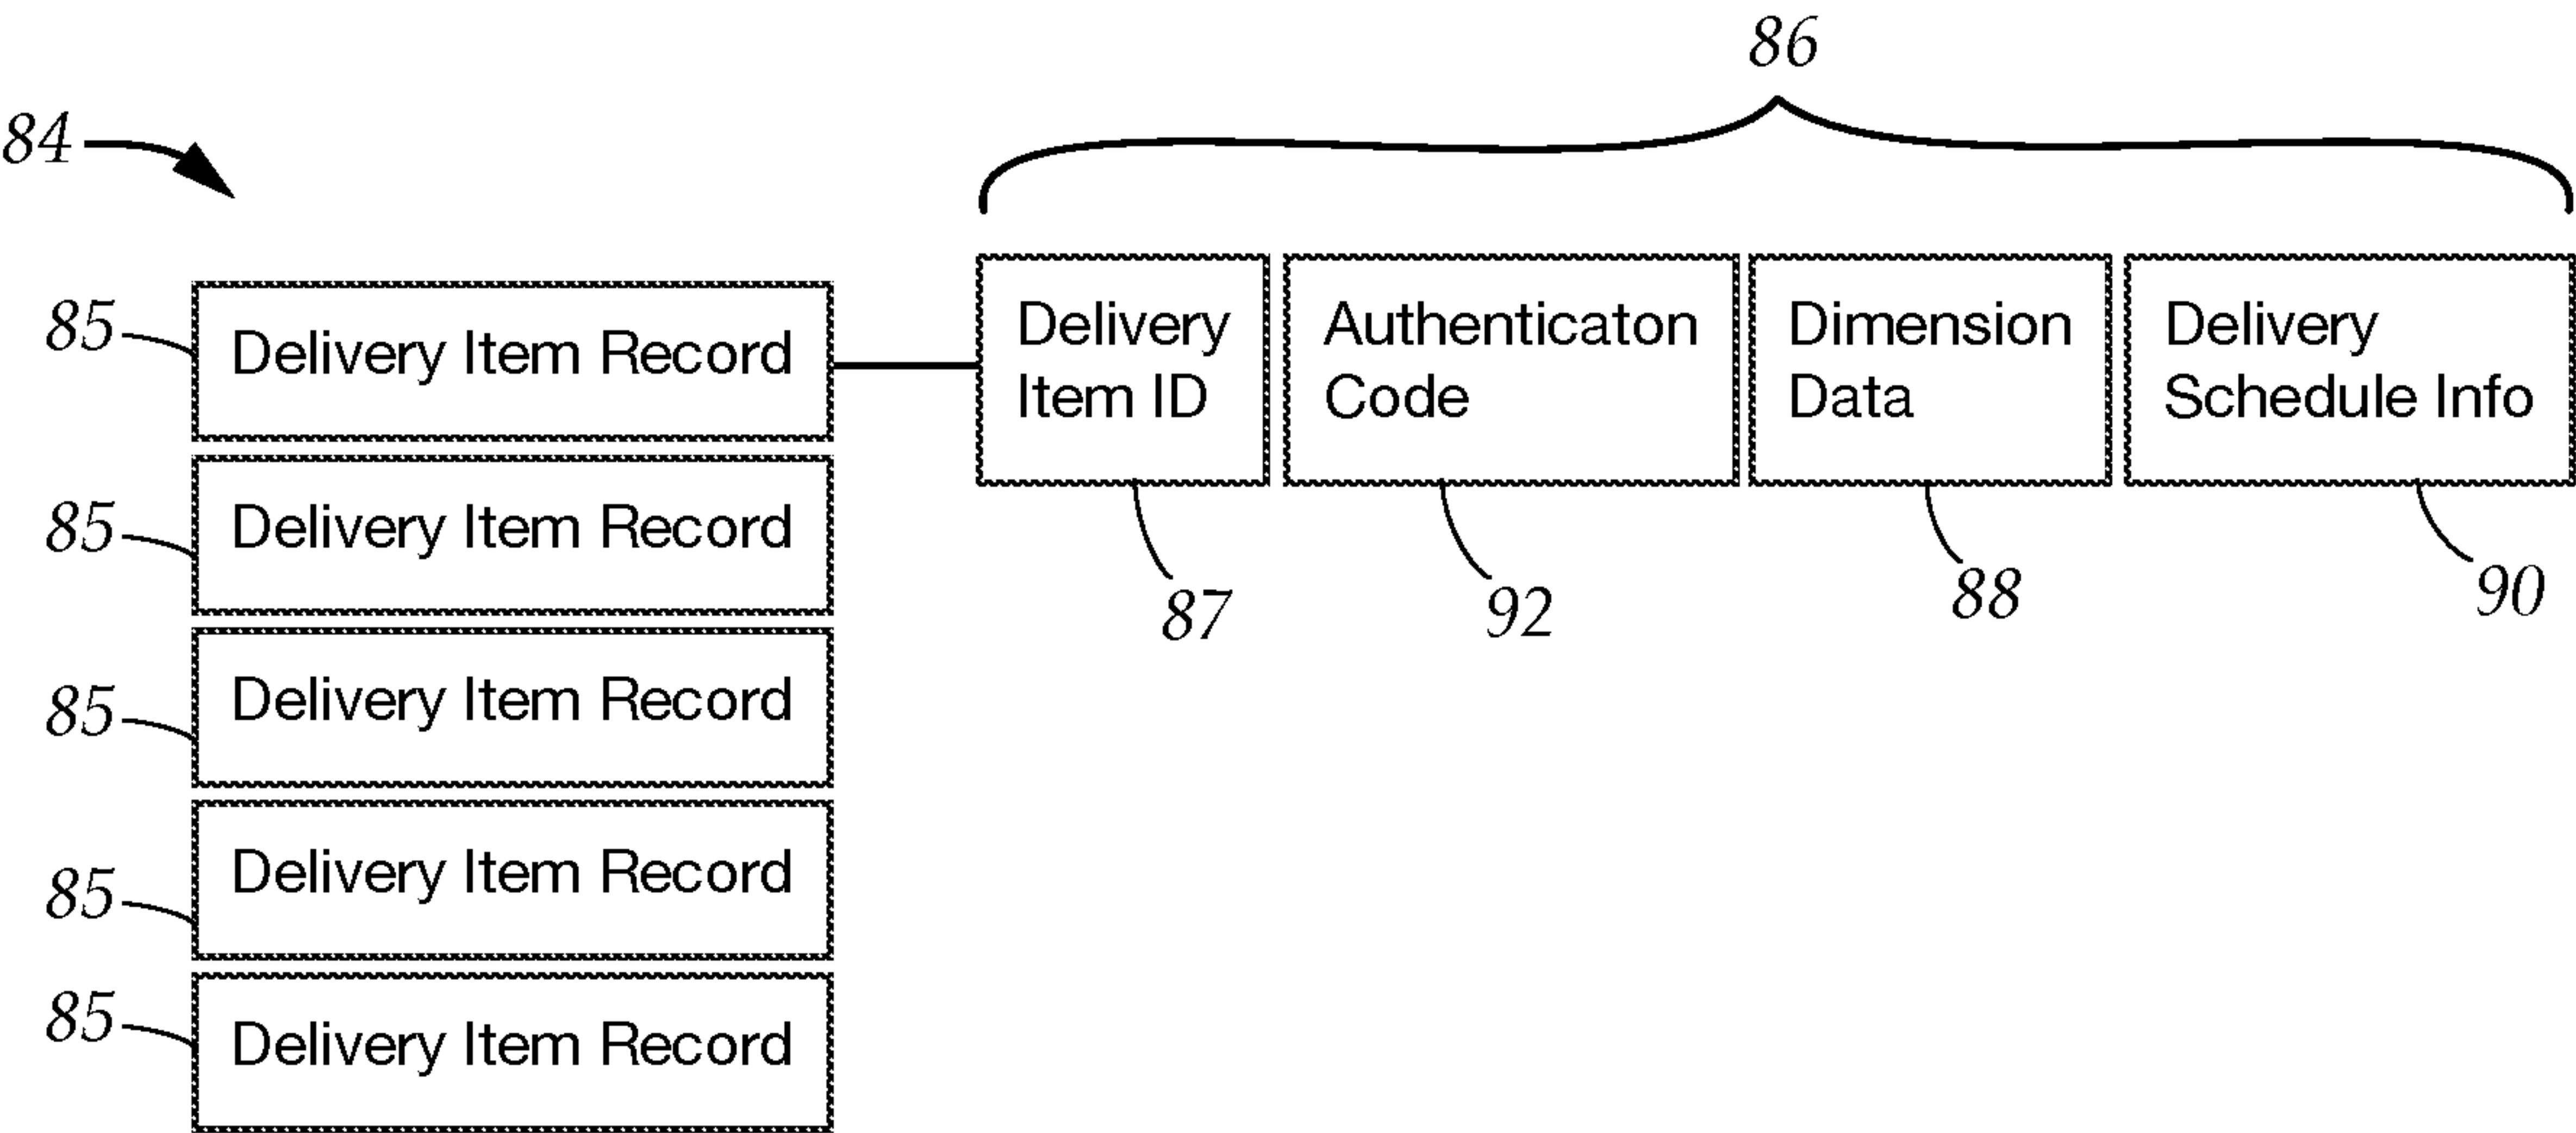 86
84
85
Delivery Item Record
Delivery
Item ID
Authenticaton
Code
Dimension
Data
Delivery
Schedule Info
87
92
88
90
85
Delivery Item Record
85
Delivery Item Record
85
Delivery Item Record
85
Delivery Item Record